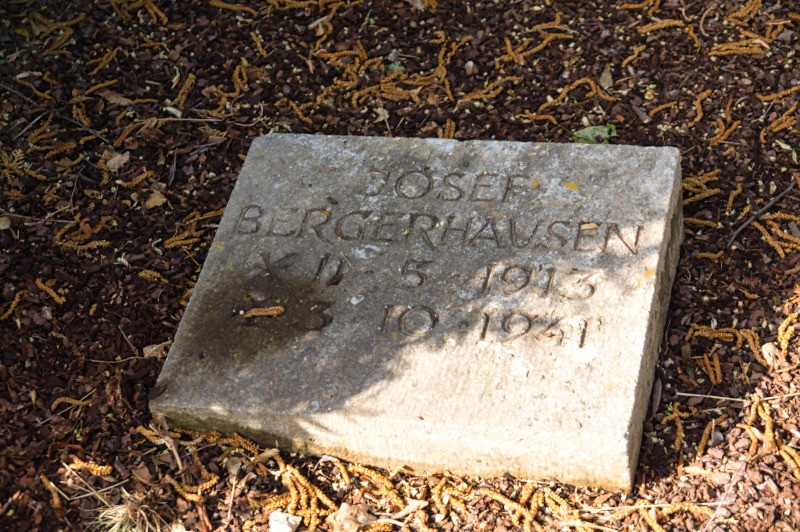 JOSEF
BERGERHAUSEN
11 · 5 · 1913
3 · 10 · 1941